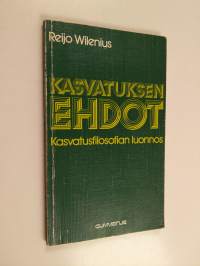 Reijo Wilenius
KASVATUKSEN
EHDOT
Kasvatusfilosofian luonnos
GUMMERUS